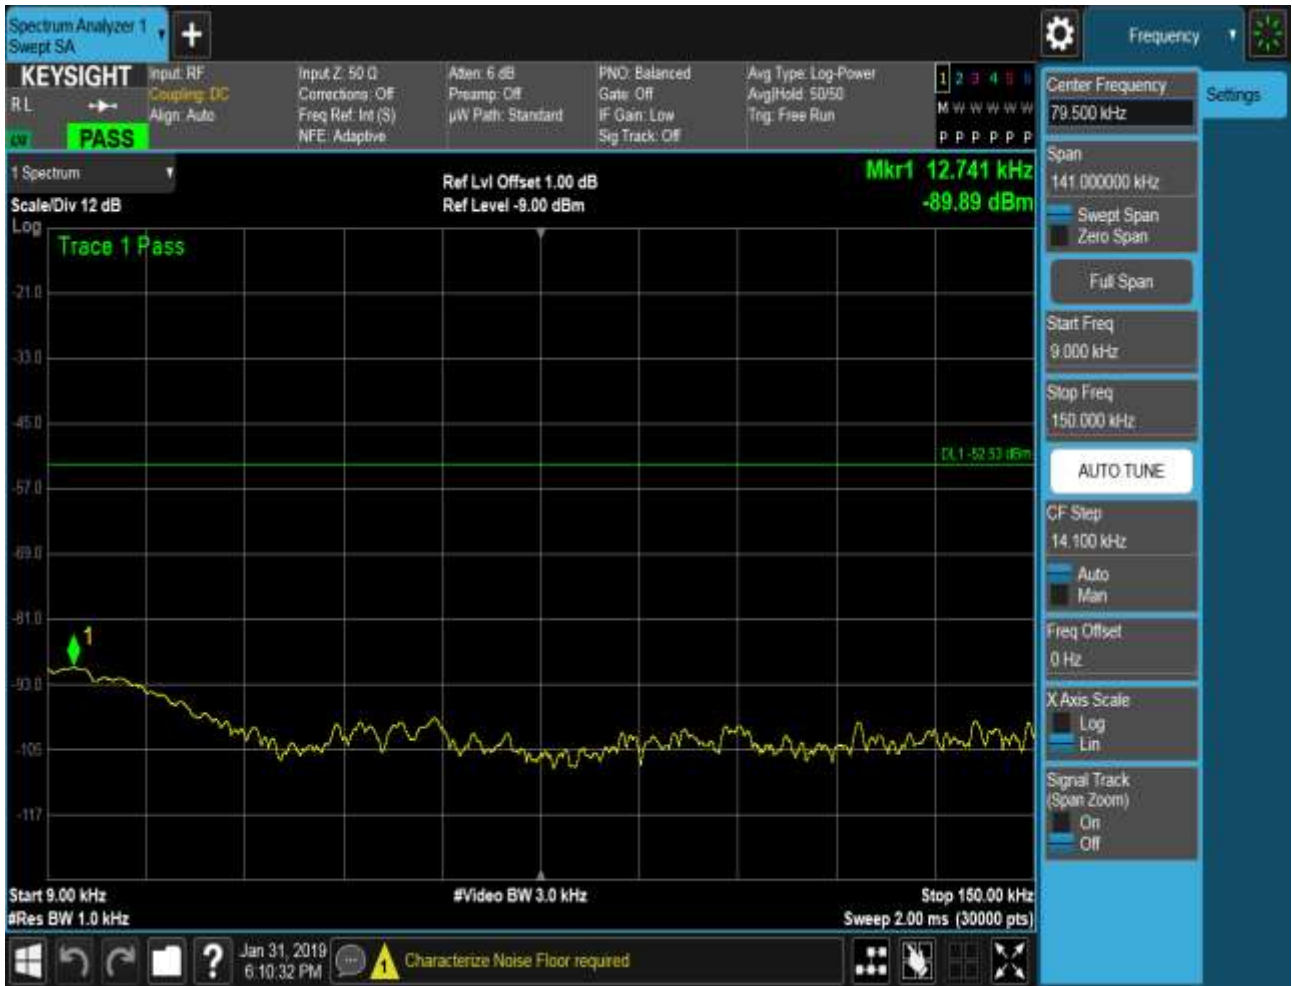 Spectrum Analyzer 1
Swept SA
Frequency
KEYSIGHT
RL
PASS
Input: RF
Coupling: DC
Align: Auto
Input Z: 50 Ω
Corrections: Off
Freq Ref: Int (S)
NFE: Adaptive
Atten: 6 dB
Preamp: Off
µW Path: Standard
PNO: Balanced
Gate: Off
IF Gain: Low
Sig Track: Off
Avg Type: Log-Power
Avg|Hold: 50/50
Trig: Free Run
1 2 3 4 5 6
M W W W W W
P P P P P P
1 Spectrum
Scale/Div 12 dB
Ref Lvl Offset 1.00 dB
Ref Level -9.00 dBm
Mkr1 12.741 kHz
-89.89 dBm
Log
Trace 1 Pass
-21.0
-33.0
-45.0
DL1 -52.53 dBm
-57.0
-69.0
-81.0
1
-93.0
-105
-117
Start 9.00 kHz
#Video BW 3.0 kHz
Stop 150.00 kHz
#Res BW 1.0 kHz
Sweep 2.00 ms (30000 pts)
Center Frequency
79.500 kHz
Settings
Span
141.000000 kHz
Swept Span
Zero Span
Full Span
Start Freq
9.000 kHz
Stop Freq
150.000 kHz
AUTO TUNE
CF Step
14.100 kHz
Auto
Man
Freq Offset
0 Hz
X Axis Scale
Log
Lin
Signal Track
(Span Zoom)
On
Off
?
Jan 31, 2019
6:10:32 PM
1
Characterize Noise Floor required